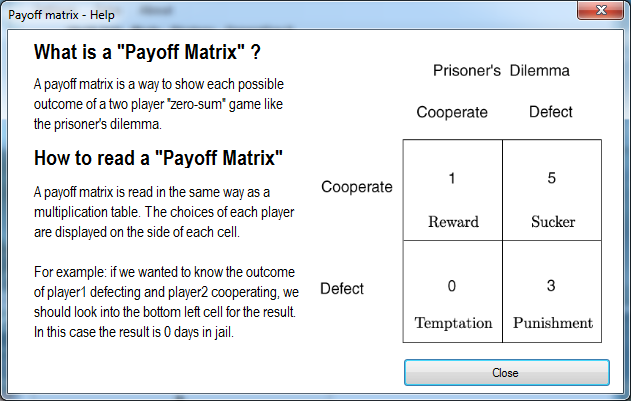 Payoff matrix - Help
What is a "Payoff Matrix" ?
A payoff matrix is a way to show each possible
outcome of a two player "zero-sum" game like
the prisoner's dilemma.
How to read a "Payoff Matrix"
A payoff matrix is read in the same way as a
multiplication table. The choices of each player
are displayed on the side of each cell.
For example: if we wanted to know the outcome
of player1 defecting and player2 cooperating, we
should look into the bottom left cell for the result.
In this case the result is 0 days in jail.
Prisoner's Dilemma
Cooperate Defect
Cooperate 1 5
Reward Sucker
Defect 0 3
Temptation Punishment
Close